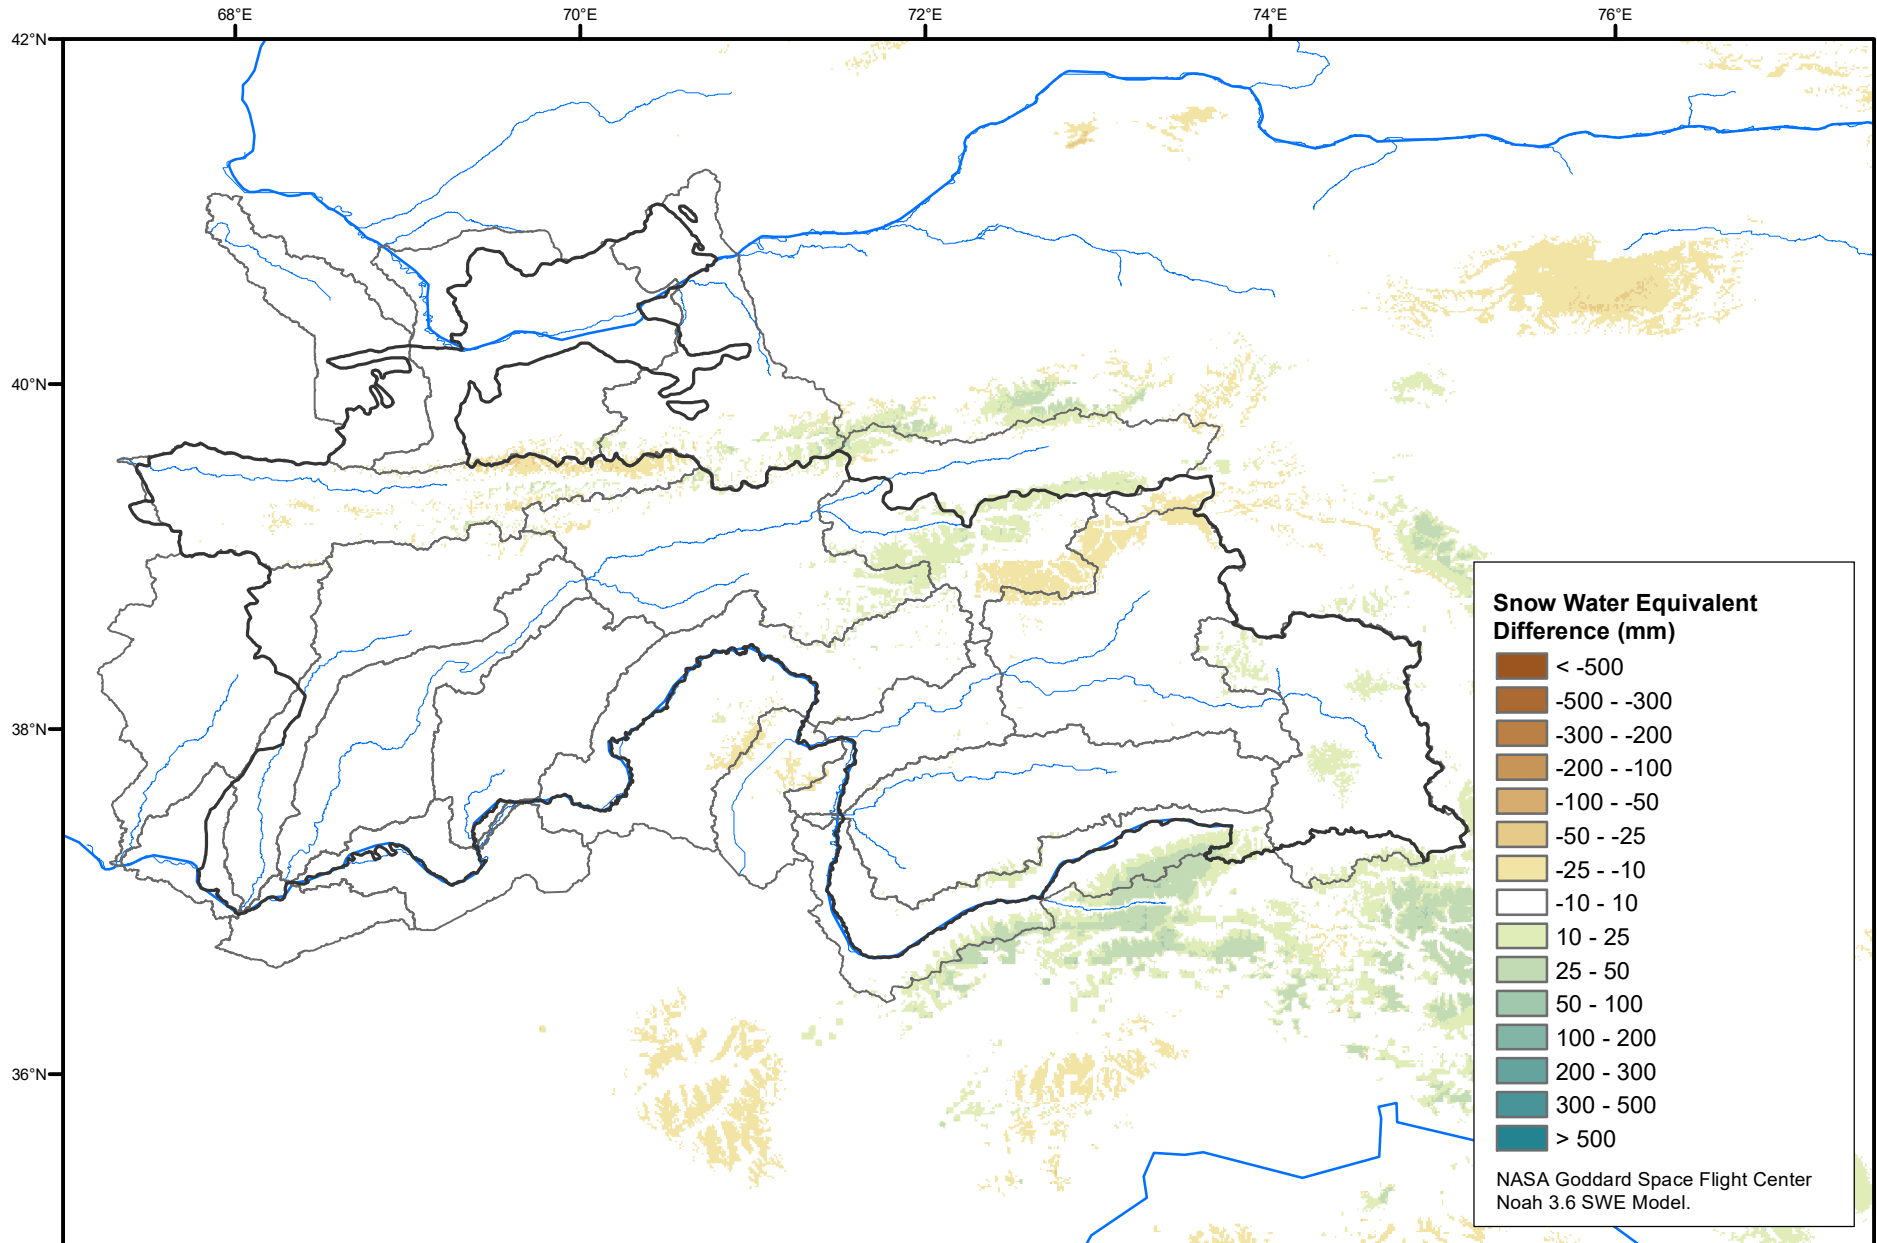 68°E
70°E
72°E
74°E
76°E
42°N
40°N
38°N
36°N
Snow Water Equivalent
Difference (mm)
< -500
-500 - -300
-300 - -200
-200 - -100
-100 - -50
-50 - -25
-25 - -10
-10 - 10
10 - 25
25 - 50
50 - 100
100 - 200
200 - 300
300 - 500
> 500
NASA Goddard Space Flight Center
Noah 3.6 SWE Model.